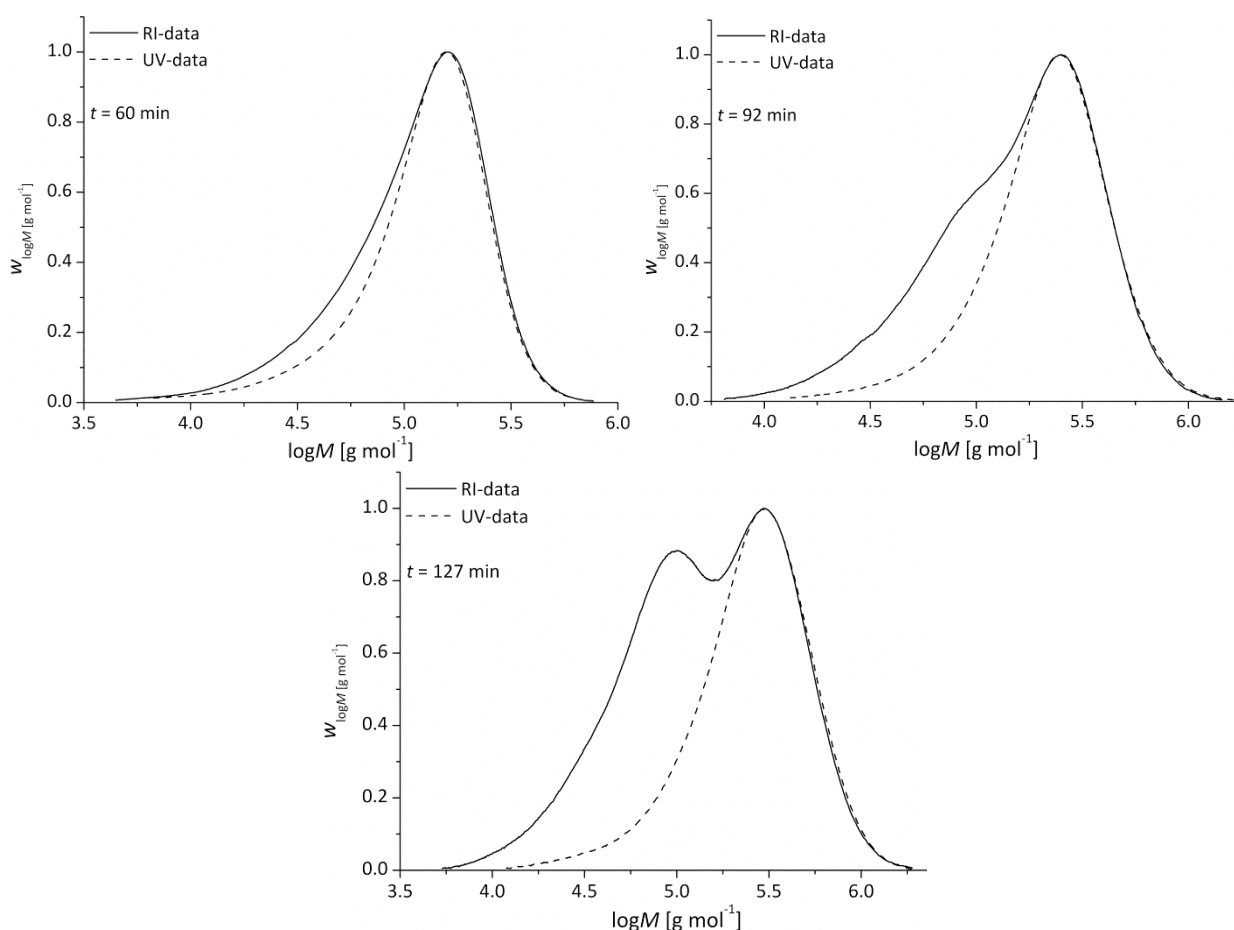 RI-data
UV-data
t = 60 min
1.0
0.8
0.6
0.4
0.2
0.0
w logM [g mol⁻¹]
3.5 4.0 4.5 5.0 5.5 6.0
logM [g mol⁻¹]
RI-data
UV-data
t = 92 min
1.0
0.8
0.6
0.4
0.2
0.0
w logM [g mol⁻¹]
4.0 4.5 5.0 5.5 6.0
logM [g mol⁻¹]
RI-data
UV-data
t = 127 min
1.0
0.8
0.6
0.4
0.2
0.0
w logM [g mol⁻¹]
3.5 4.0 4.5 5.0 5.5 6.0
logM [g mol⁻¹]